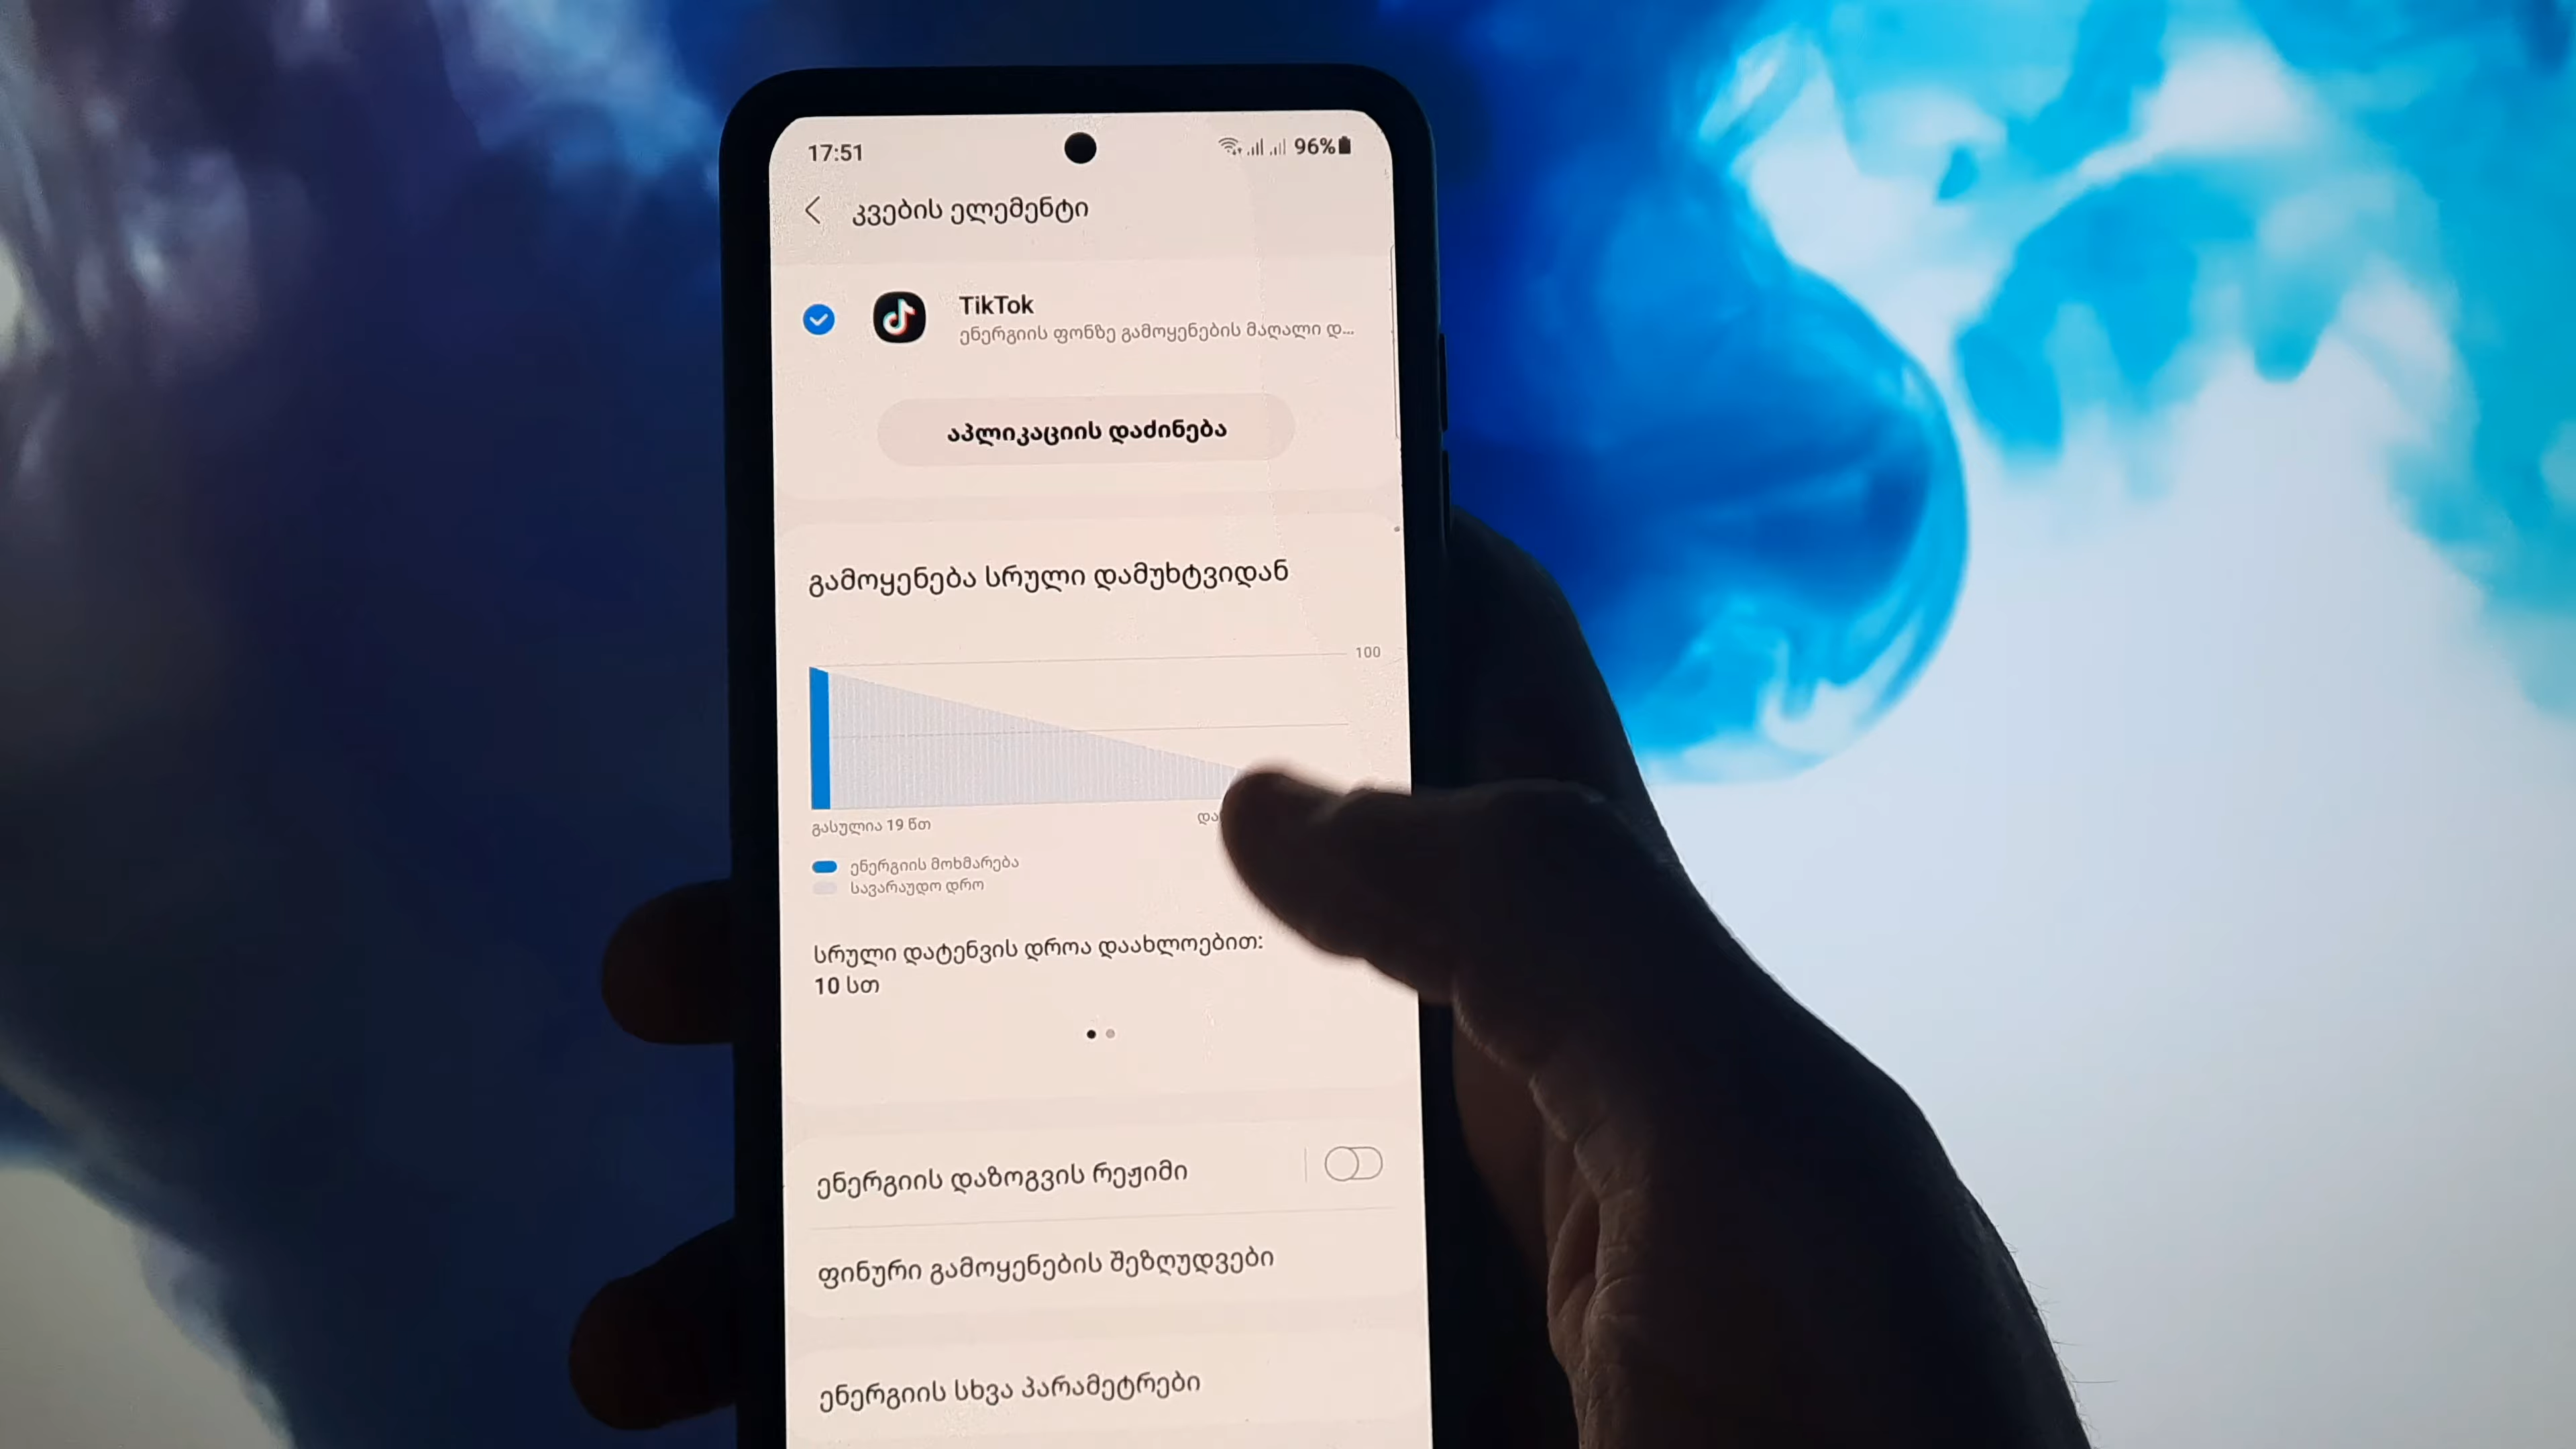 17:51
96%
კვების ელემენტი
TikTok
ენერგიის ფონზე გამოყენების მაღალი დ...
აპლიკაციის დაძინება
გამოყენება სრული დამუხტვიდან
100
გასულია 19 წთ
და
ენერგიის მოხმარება
სავარაუდო დრო
სრული დატენვის დროა დაახლოებით:
10 სთ
ენერგიის დაზოგვის რეჟიმი
ფინური გამოყენების შეზღუდვები
ენერგიის სხვა პარამეტრები